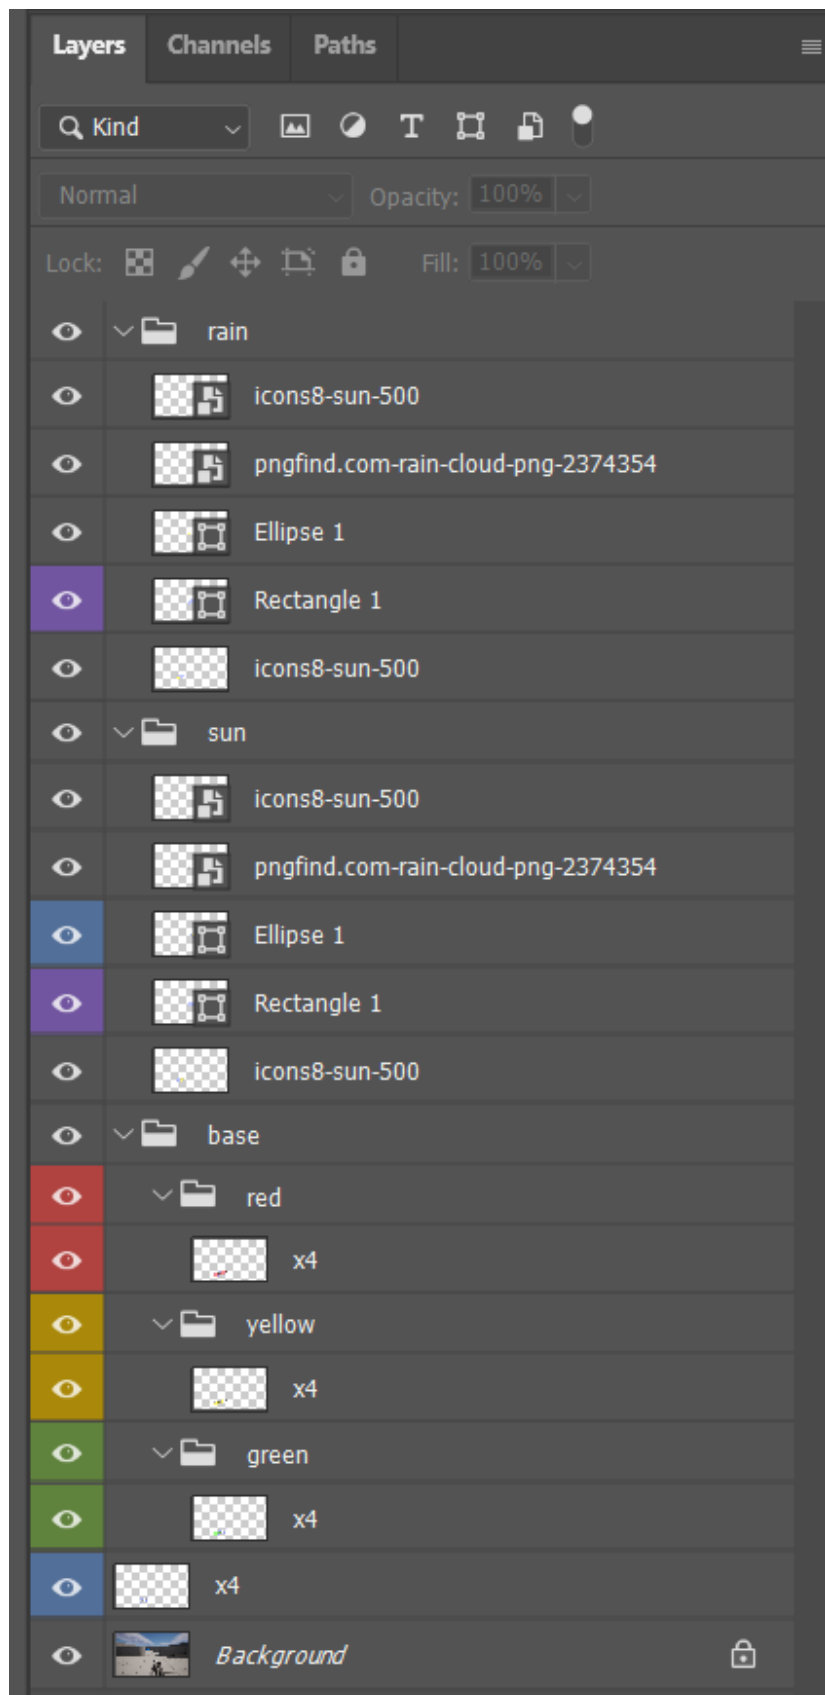 Layers Channels Paths
Kind
Normal Opacity: 100%
Lock: Fill: 100%
rain
icons8-sun-500
pngfind.com-rain-cloud-png-2374354
Ellipse 1
Rectangle 1
icons8-sun-500
sun
icons8-sun-500
pngfind.com-rain-cloud-png-2374354
Ellipse 1
Rectangle 1
icons8-sun-500
base
red
x4
yellow
x4
green
x4
x4
Background